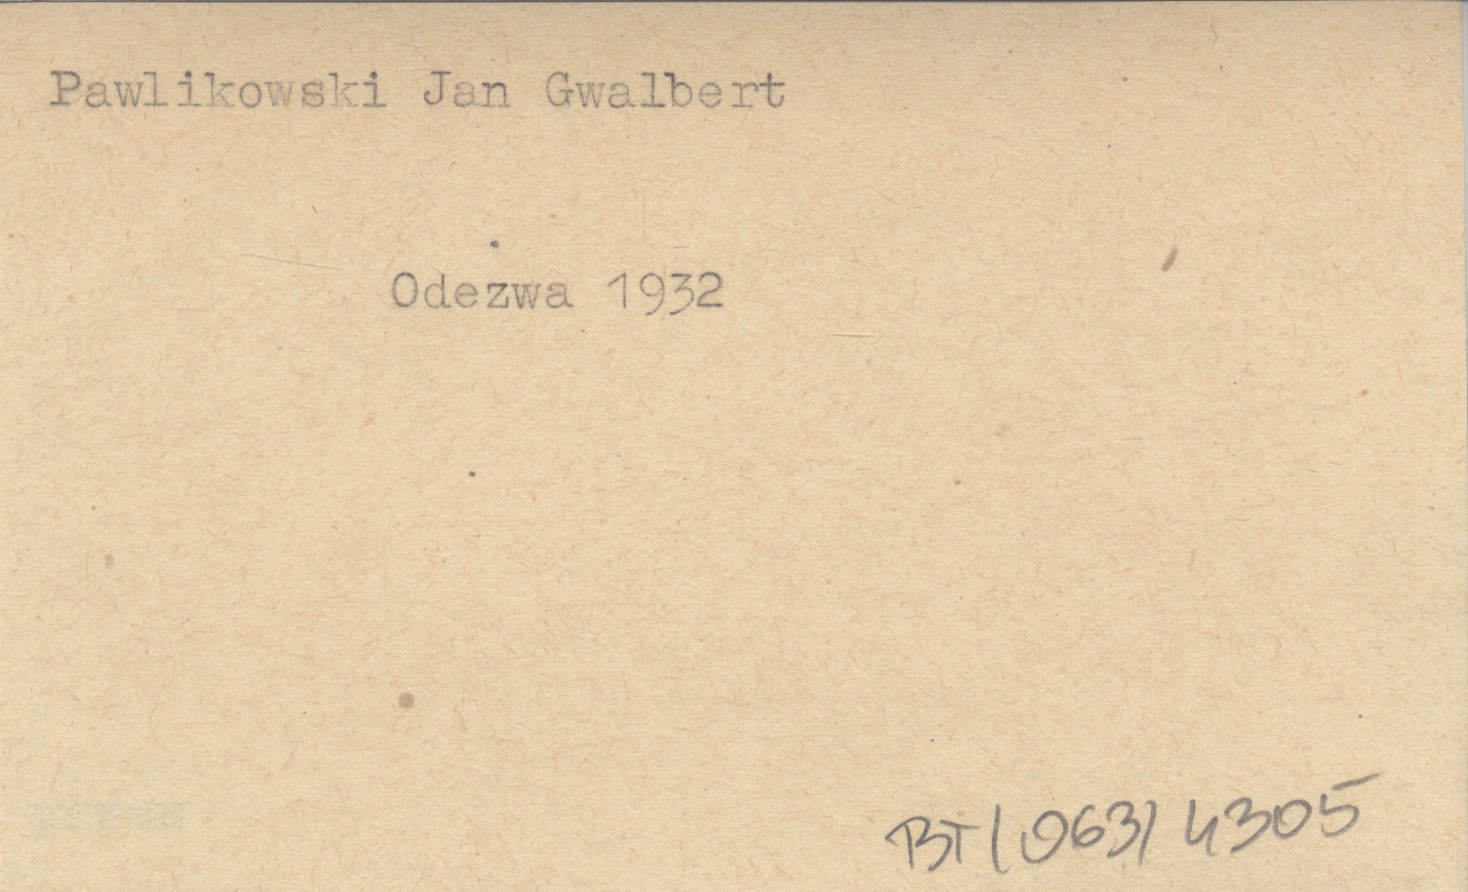 Pawlikowski Jan Gwalbert
Odezwa 1932
BT/063/ 4305